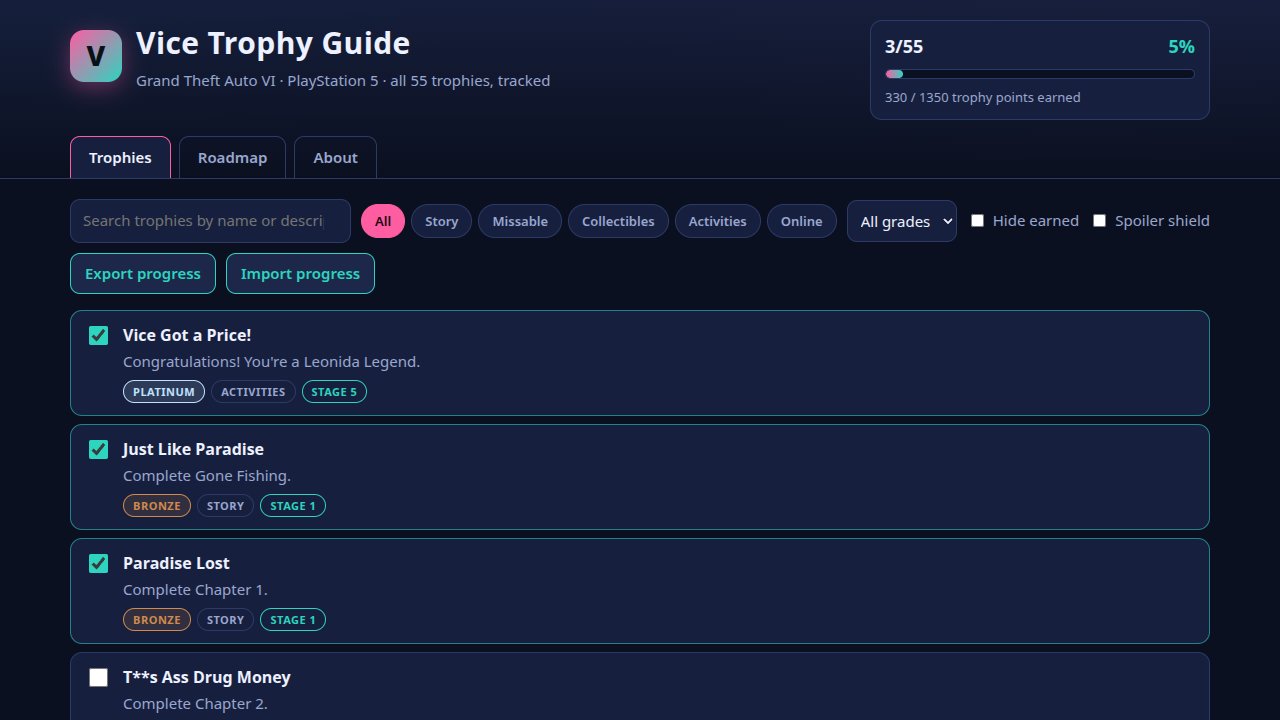 V
Vice Trophy Guide
Grand Theft Auto VI · PlayStation 5 · all 55 trophies, tracked
3/55 5%
330 / 1350 trophy points earned
Trophies Roadmap About
Search trophies by name or descri
All Story Missable Collectibles Activities Online All grades Hide earned Spoiler shield
Export progress Import progress
Vice Got a Price!
Congratulations! You're a Leonida Legend.
PLATINUM ACTIVITIES STAGE 5
Just Like Paradise
Complete Gone Fishing.
BRONZE STORY STAGE 1
Paradise Lost
Complete Chapter 1.
BRONZE STORY STAGE 1
T**s Ass Drug Money
Complete Chapter 2.